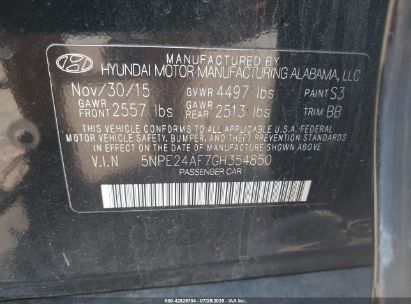 MANUFACTURED BY
HYUNDAI MOTOR MANUFACTURING ALABAMA, LLC
Nov/30/15 GVWR 4497 lbs PAINT S3
GAWR FRONT 2557 lbs GAWR REAR 2513 lbs TRIM BB
THIS VEHICLE CONFORMS TO ALL APPLICABLE U.S. FEDERAL
MOTOR VEHICLE SAFETY, BUMPER, AND THEFT PREVENTION STANDARDS
IN EFFECT ON THE DATE OF MANUFACTURE SHOWN ABOVE.
V.I.N 5NPE24AF7GH354850
PASSENGER CAR